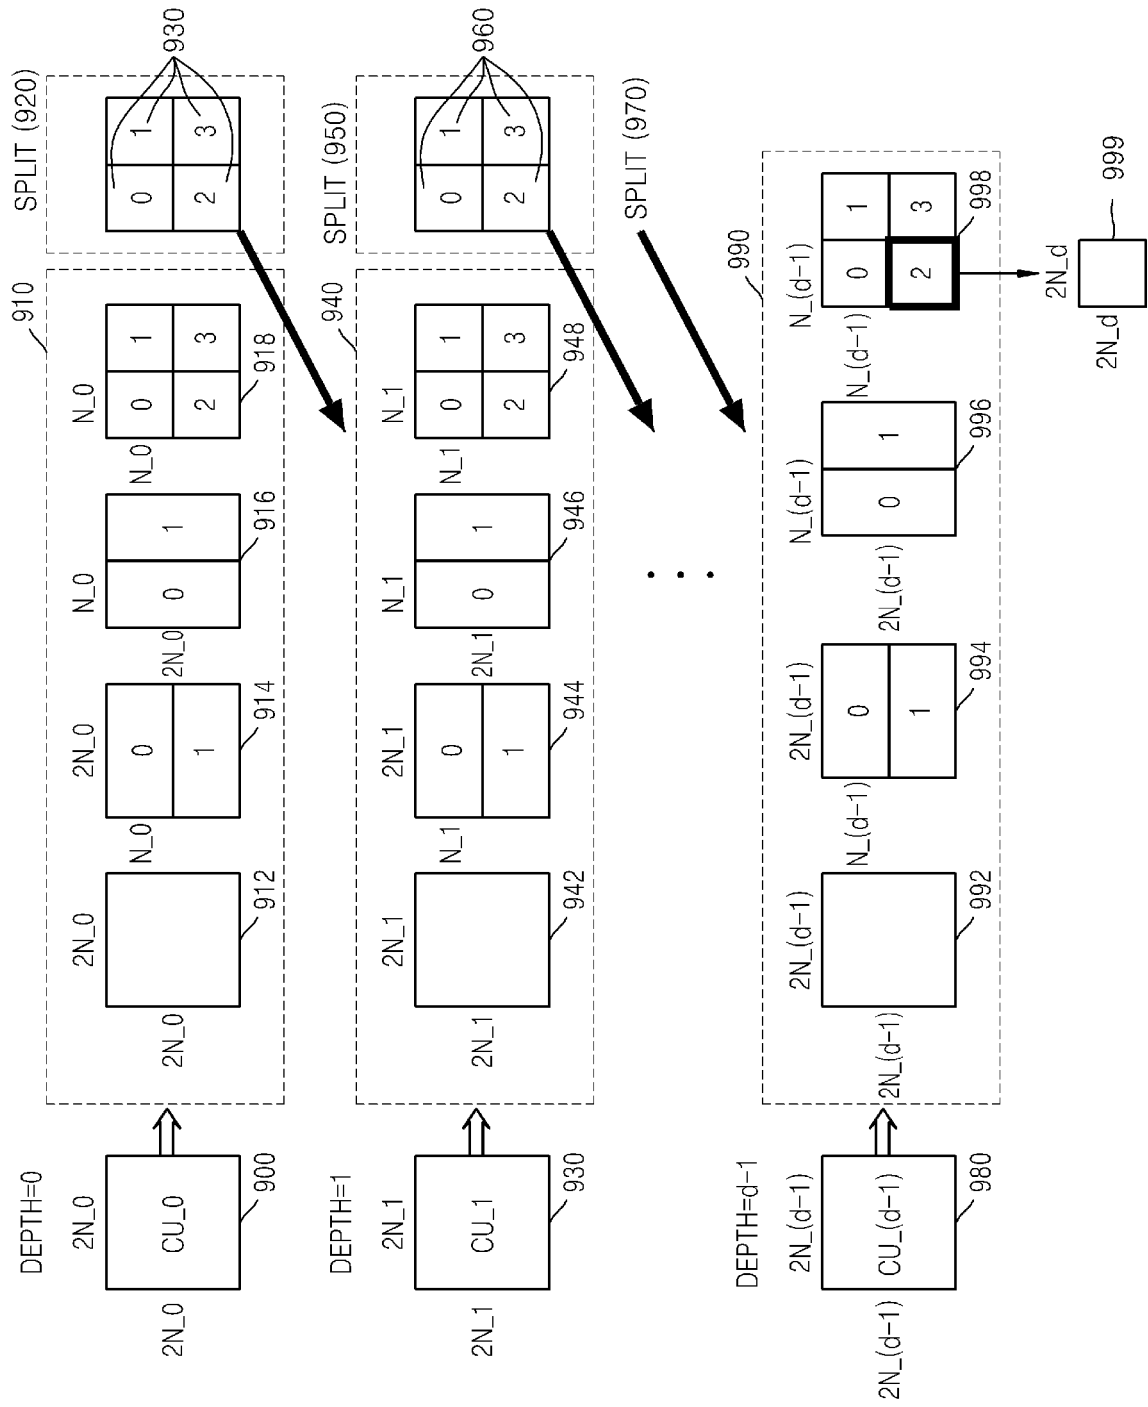 DEPTH=0
2N_0
2N_0
CU_0
900
910
2N_0
2N_0
912
2N_0
N_0
0
1
914
N_0
2N_0
0
1
916
N_0
N_0
0
1
2
3
918
SPLIT (920)
0
1
2
3
930
DEPTH=1
2N_1
2N_1
CU_1
930
940
2N_1
2N_1
942
2N_1
N_1
0
1
944
N_1
2N_1
0
1
946
N_1
N_1
0
1
2
3
948
SPLIT (950)
0
1
2
3
960
SPLIT (970)
DEPTH=d-1
2N_(d-1)
2N_(d-1)
CU_(d-1)
980
990
2N_(d-1)
2N_(d-1)
992
2N_(d-1)
N_(d-1)
0
1
994
N_(d-1)
2N_(d-1)
0
1
996
N_(d-1)
N_(d-1)
0
1
2
3
998
2N_d
2N_d
999